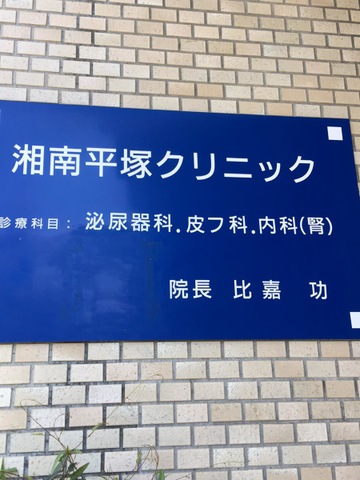 湘南平塚クリニック
診療科目：泌尿器科.皮フ科.内科(腎)
院長 比嘉 功